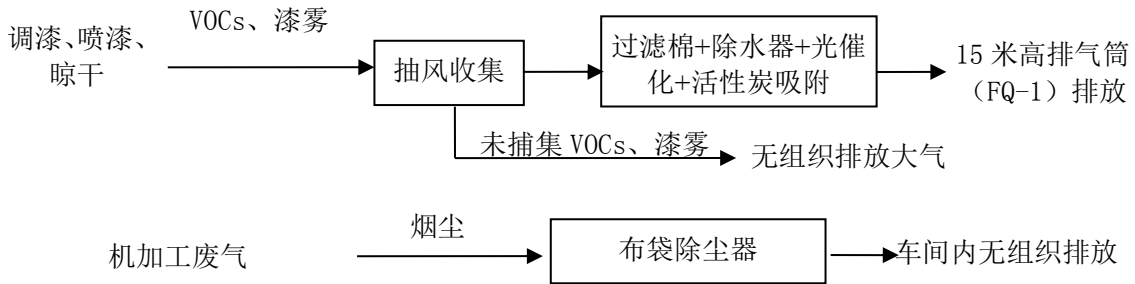 VOCs、漆雾
调漆、喷漆、
晾干
抽风收集
过滤棉+除水器+光催
化+活性炭吸附
15 米高排气筒
（FQ-1）排放
未捕集 VOCs、漆雾
无组织排放大气
机加工废气
烟尘
布袋除尘器
车间内无组织排放